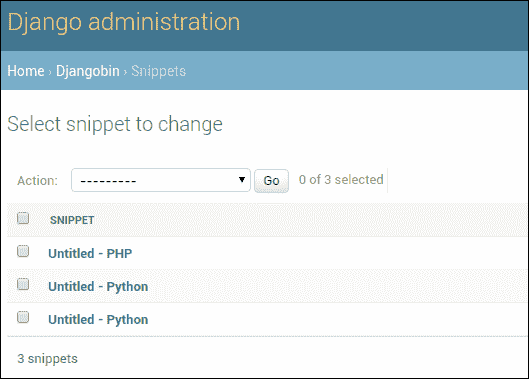 Django administration
Home › Djangobin › Snippets
Select snippet to change
Action: --------- Go 0 of 3 selected
SNIPPET
Untitled - PHP
Untitled - Python
Untitled - Python
3 snippets